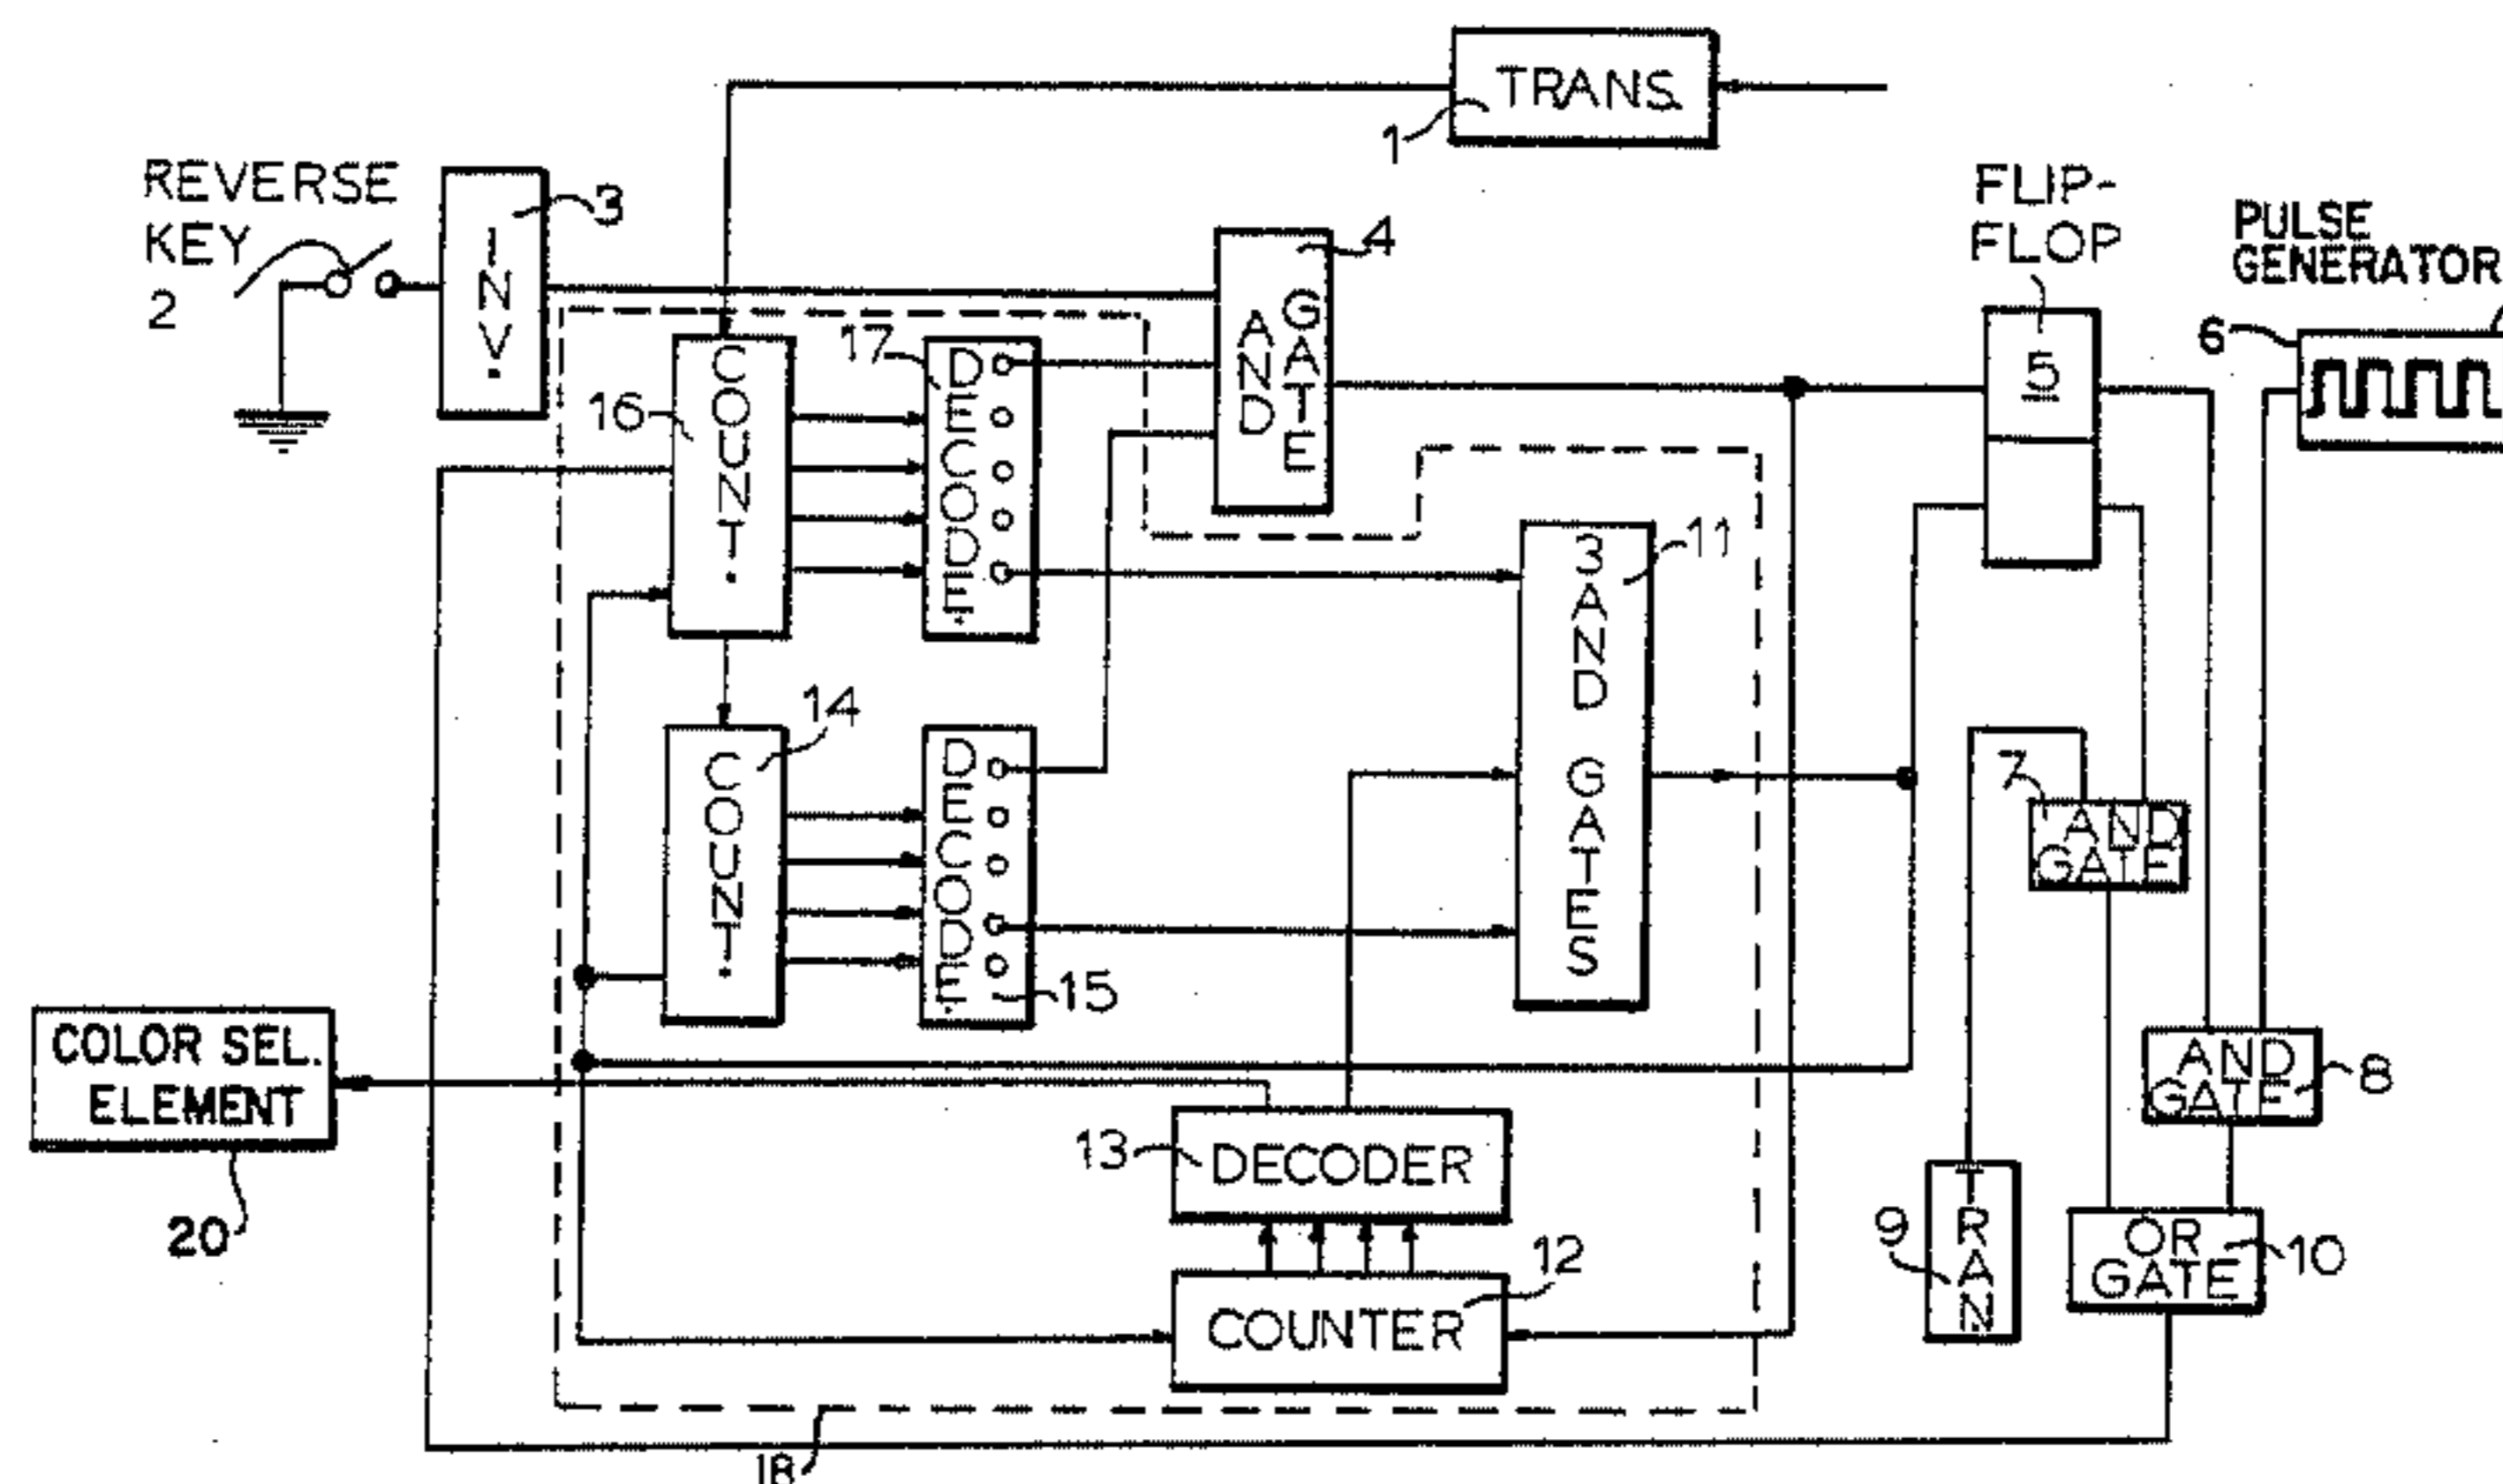 TRANS.
1
REVERSE
KEY
2
INV.
3
AND
GATE
4
FLIP-
FLOP
5
PULSE
GENERATOR
6
COUNT.
16
DECODE.
17
3 AND GATES
11
COUNT.
14
DECODE.
15
7
AND
GATE
AND
GATE
8
TRAN
9
OR
GATE
10
COLOR SEL.
ELEMENT
20
DECODER
13
COUNTER
12
18